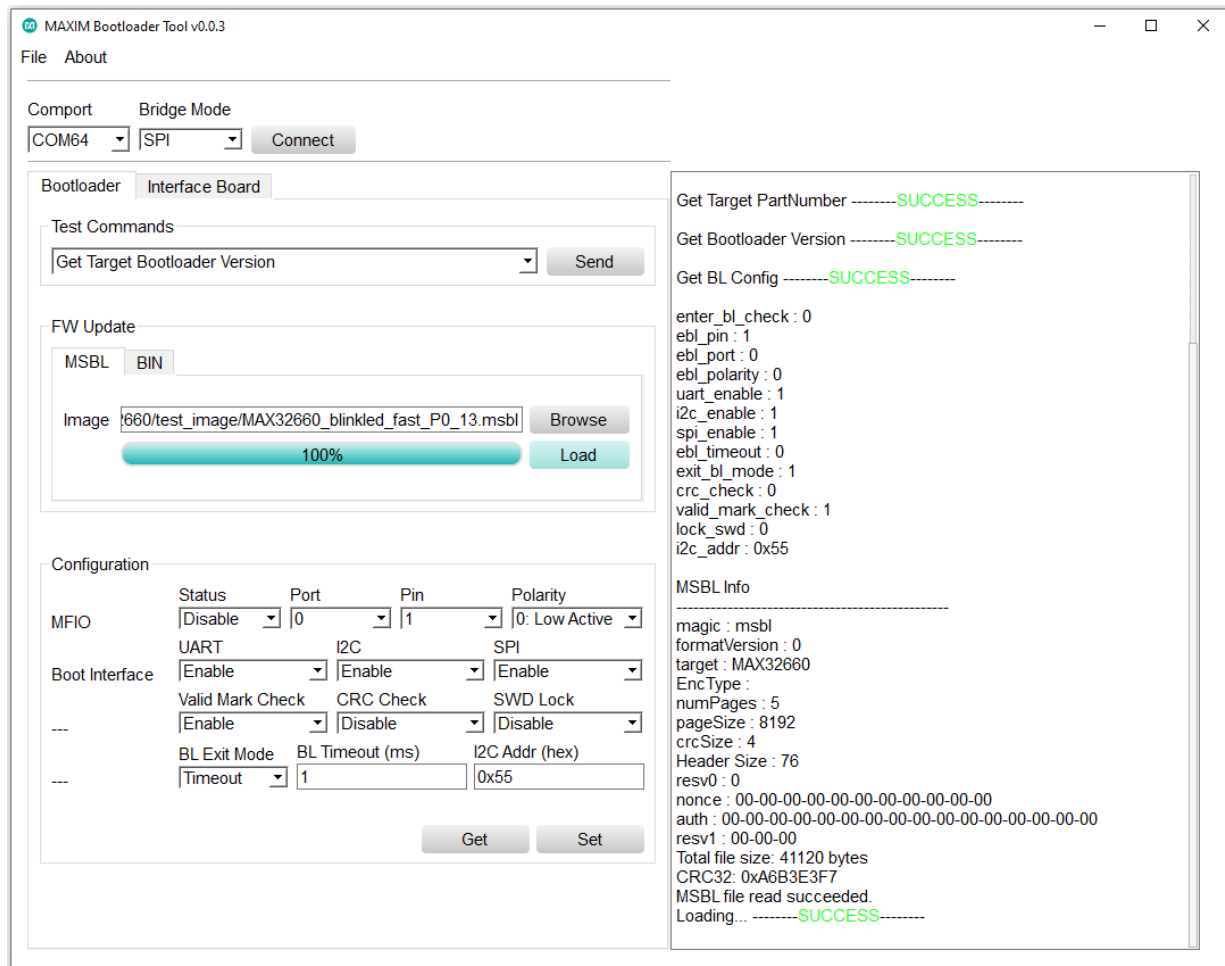 MAXIM Bootloader Tool v0.0.3
File About
Comport Bridge Mode
COM64 SPI Connect
Bootloader Interface Board
Test Commands
Get Target Bootloader Version Send
FW Update
MSBL BIN
Image !660/test_image/MAX32660_blinkled_fast_P0_13.msbl Browse
100% Load
Configuration
Status Port Pin Polarity
MFIO Disable 0 1 0: Low Active
UART I2C SPI
Boot Interface Enable Enable Enable
Valid Mark Check CRC Check SWD Lock
--- Enable Disable Disable
BL Exit Mode BL Timeout (ms) I2C Addr (hex)
--- Timeout 1 0x55
Get Set
Get Target PartNumber --------SUCCESS--------
Get Bootloader Version --------SUCCESS--------
Get BL Config --------SUCCESS--------
enter_bl_check : 0
ebl_pin : 1
ebl_port : 0
ebl_polarity : 0
uart_enable : 1
i2c_enable : 1
spi_enable : 1
ebl_timeout : 0
exit_bl_mode : 1
crc_check : 0
valid_mark_check : 1
lock_swd : 0
i2c_addr : 0x55
MSBL Info
------------------------------------------------
magic : msbl
formatVersion : 0
target : MAX32660
EncType :
numPages : 5
pageSize : 8192
crcSize : 4
Header Size : 76
resv0 : 0
nonce : 00-00-00-00-00-00-00-00-00-00-00
auth : 00-00-00-00-00-00-00-00-00-00-00-00-00-00-00-00
resv1 : 00-00-00
Total file size: 41120 bytes
CRC32: 0xA6B3E3F7
MSBL file read succeeded.
Loading... --------SUCCESS--------